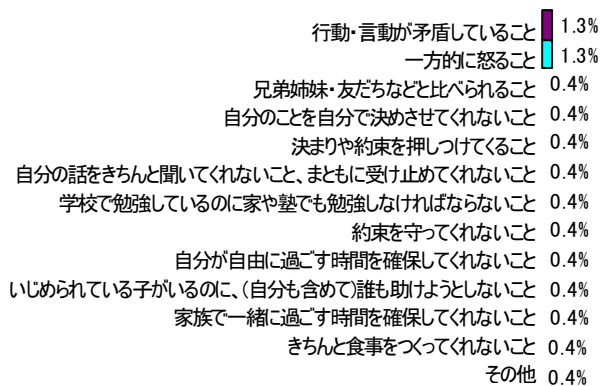 行動・言動が矛盾していること 1.3%
一方的に怒ること 1.3%
兄弟姉妹・友だちなどと比べられること 0.4%
自分のことを自分で決めさせてくれないこと 0.4%
決まりや約束を押しつけてくること 0.4%
自分の話をきちんと聞いてくれないこと、まともに受け止めてくれないこと 0.4%
学校で勉強しているのに家や塾でも勉強しなければならないこと 0.4%
約束を守ってくれないこと 0.4%
自分が自由に過ごす時間を確保してくれないこと 0.4%
いじめられている子がいるのに、(自分も含めて)誰も助けようとしないこと 0.4%
家族で一緒に過ごす時間を確保してくれないこと 0.4%
きちんと食事をつくってくれないこと 0.4%
その他 0.4%